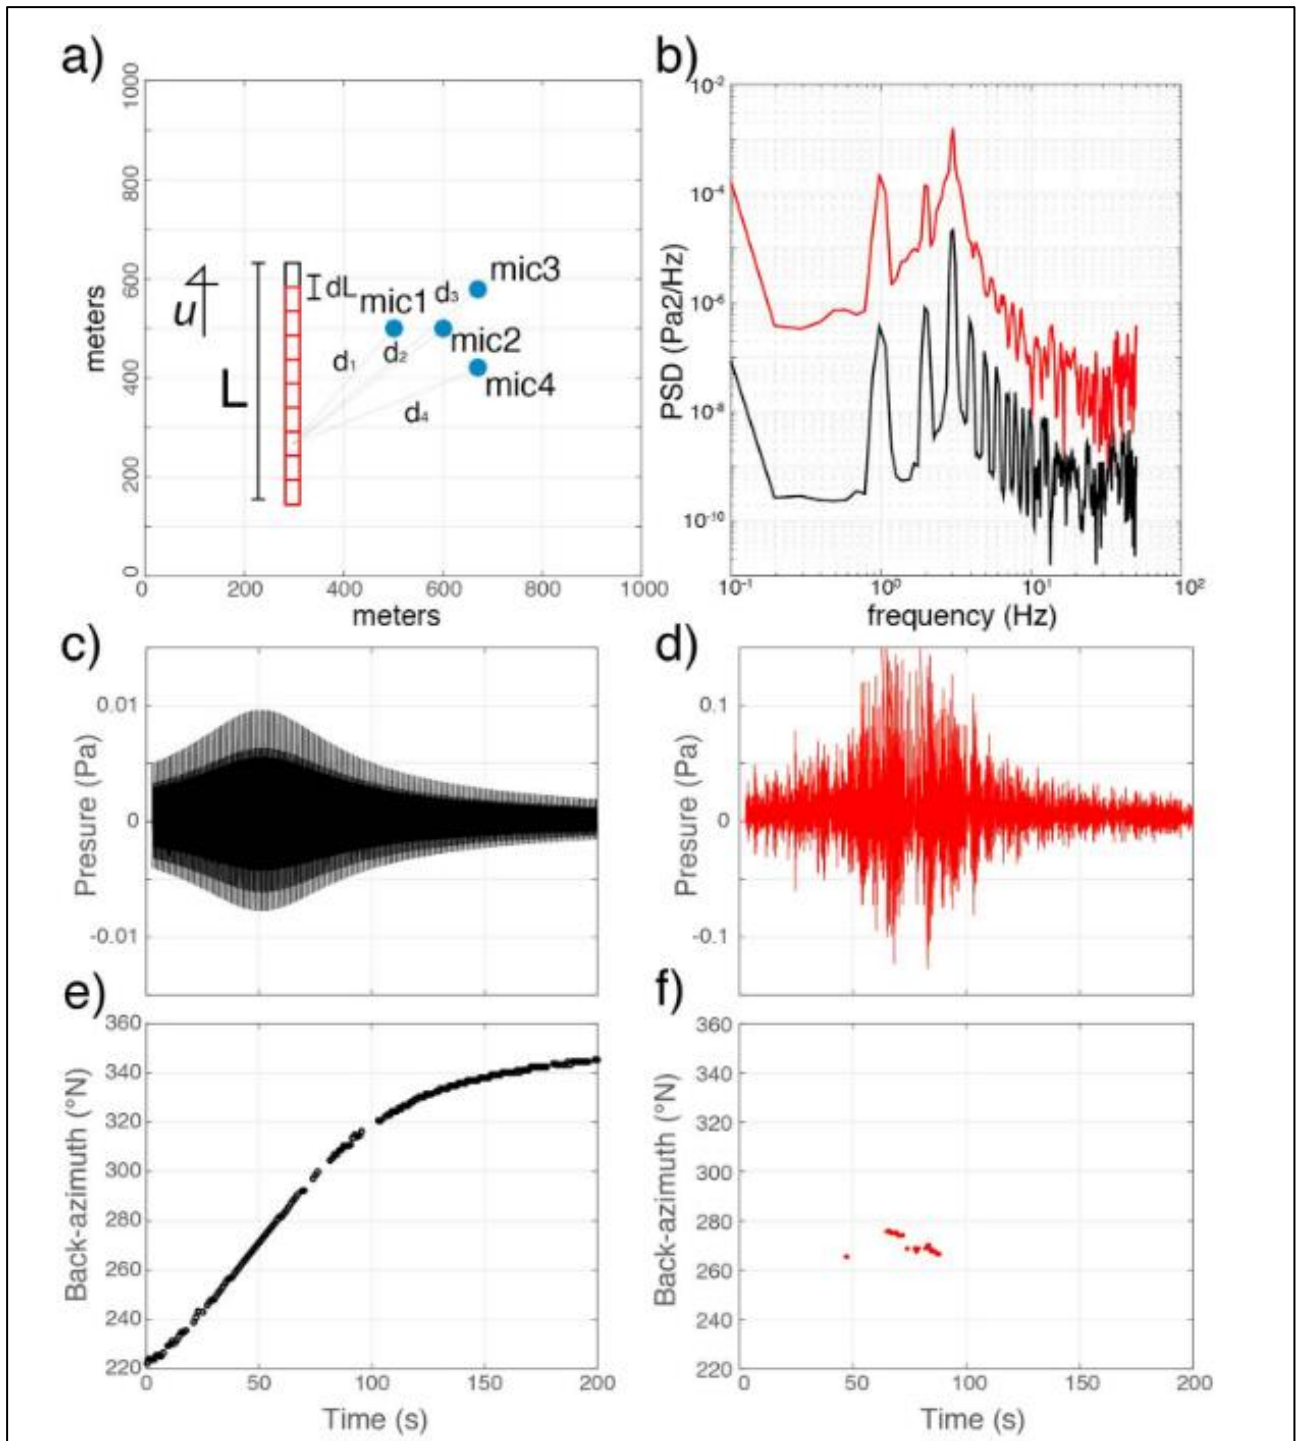 a)
1000
800
600
400
200
0
meters
u
L
dL
mic1
d₃
mic3
mic2
d₁
d₂
mic4
d₄
0 200 400 600 800 1000
meters
b)
10⁻²
10⁻⁴
10⁻⁶
10⁻⁸
10⁻¹⁰
PSD (Pa2/Hz)
10⁻¹ 10⁰ 10¹ 10²
frequency (Hz)
c)
0.01
0
-0.01
Presure (Pa)
d)
0.1
0
-0.1
Presure (Pa)
e)
360
340
320
300
280
260
240
220
Back-azimuth (°N)
0 50 100 150 200
Time (s)
f)
360
340
320
300
280
260
240
220
Back-azimuth (°N)
0 50 100 150 200
Time (s)